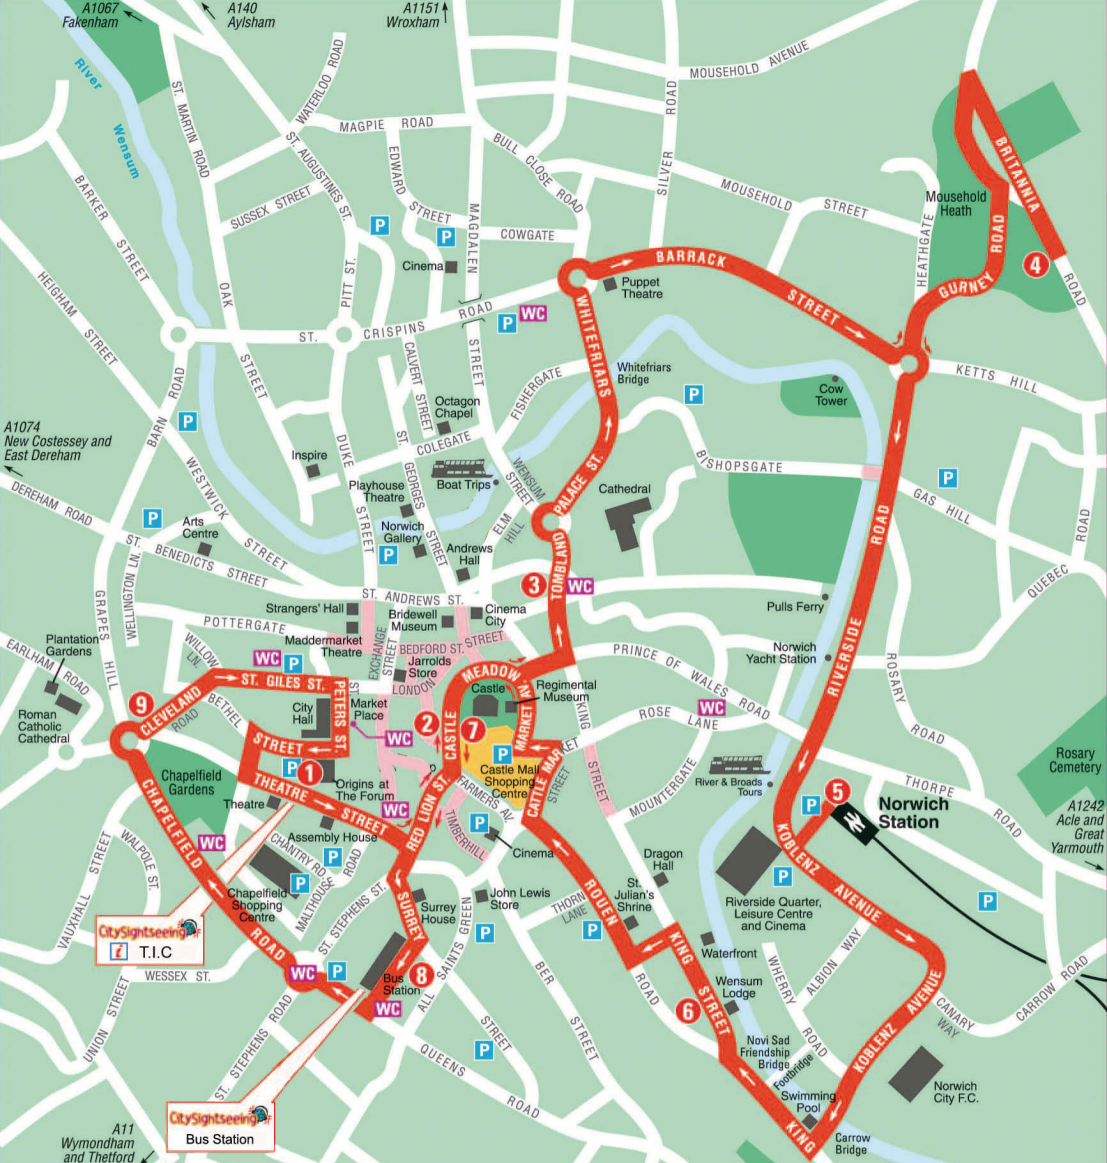 A1067
Fakenham
A140
Aylsham
A1151
Wroxham
River
Wensum
ST. MARTIN ROAD
WATERLOO ROAD
MAGPIE ROAD
ST. AUGUSTINES ST.
EDWARD
STREET
BULL CLOSE ROAD
SILVER
ROAD
MOUSEHOLD AVENUE
MOUSEHOLD
STREET
BRITANNIA
ROAD
Mousehold
Heath
HEATHGATE
GURNEY
ROAD
4
BARKER
STREET
SUSSEX STREET
COWGATE
MAGDALEN
P
P
Cinema
BARRACK
STREET
Puppet
Theatre
HEIGHAM
STREET
OAK
STREET
PITT ST.
ST.
CRISPINS
ROAD
P
WC
STREET
WHITEFRIARS
Whitefriars
Bridge
KETTS HILL
Cow
Tower
BARN
ROAD
P
CALVERT
STREET
FISHERGATE
Octagon
Chapel
COLEGATE
P
A1074
New Costessey and
East Dereham
DEREHAM ROAD
WESTWICK
STREET
Inspire
DUKE
STREET
ST.
GEORGES
STREET
Playhouse
Theatre
Boat Trips
WENSUM
STREET
PALACE ST.
BISHOPSGATE
GAS HILL
P
ROAD
QUEBEC
P
Arts
Centre
ST.
BENEDICTS STREET
Norwich
Gallery
P
ELM
HILL
Andrews
Hall
Cathedral
RIVERSIDE
ROAD
WELLINGTON LN.
GRAPES
HILL
ST. ANDREWS ST.
3
TOMBLAND
WC
Pulls Ferry
Strangers' Hall
Bridewell
Museum
Cinema
City
POTTERGATE
Maddermarket
Theatre
EXCHANGE
STREET
BEDFORD ST.
STREET
Jarrolds
Store
LONDON
Norwich
Yacht Station
ROSARY
ROAD
EARLHAM ROAD
Plantation
Gardens
WILLOW
LN
WC
P
PRINCE OF WALES ROAD
MEADOW
AV.
ST. GILES ST.
PETERS ST.
ST.
Castle
Regimental
Museum
Roman
Catholic
Cathedral
9
CLEVELAND
ROAD
BETHEL
STREET
City
Hall
Market
Place
WC
2
CASTLE
7
MARKET
ROSE LANE
WC
KING
STREET
P
Castle Mall
Shopping
Centre
CATTLE MARKET
STREET
Chapelfield
Gardens
P
1
Origins at
The Forum
WC
THEATRE
STREET
Theatre
RED LION ST.
FARMERS AV.
TIMBERHILL
MOUNTERGATE
River & Broads
Tours
THORPE
ROAD
Rosary
Cemetery
A1242
Acle and
Great
Yarmouth
P
5
Norwich
Station
Assembly House
P
P
Cinema
CHAPELFIELD
ROAD
WC
WALPOLE ST.
VAUXHALL
STREET
CHANTRY RD
MALTHOUSE
ROAD
P
Chapelfield
Shopping
Centre
ST. STEPHENS ST.
SURREY
Surrey
House
John Lewis
Store
ROUEN
ROAD
THORN
LANE
P
St.
Julian's
Shrine
Dragon
Hall
KOBLENZ
AVENUE
P
Riverside Quarter,
Leisure Centre
and Cinema
P
CitySightseeing
i T.I.C
WESSEX ST.
UNION STREET
WC
P
Bus
Station
8
WC
ALL SAINTS GREEN
P
BER
STREET
KING
STREET
6
Waterfront
Wensum
Lodge
WHERRY
ROAD
ALBION WAY
KOBLENZ
AVENUE
CANARY
WAY
CARROW ROAD
ST. STEPHENS ROAD
P
STREET
QUEENS
ROAD
Novi Sad
Friendship
Bridge
Footbridge
Swimming
Pool
Norwich
City F.C.
KING
Carrow
Bridge
CitySightseeing
Bus Station
A11
Wymondham
and Thetford